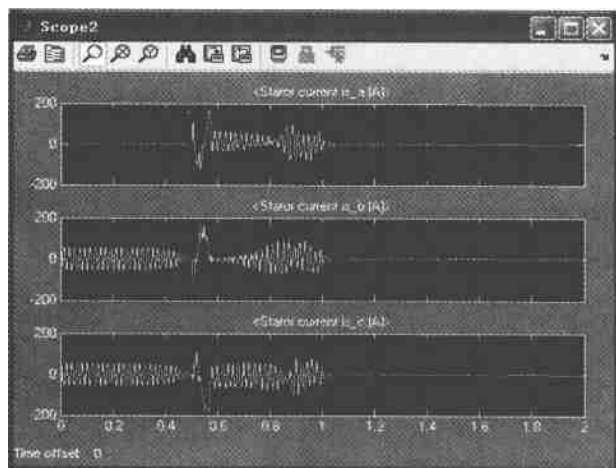 Scope2
<Stator current is_a [A]>
200
0
-200
<Stator current is_b [A]>
200
0
-200
<Stator current is_c [A]>
200
0
-200
0 0.2 0.4 0.6 0.8 1 1.2 1.4 1.6 1.8 2
Time offset: 0